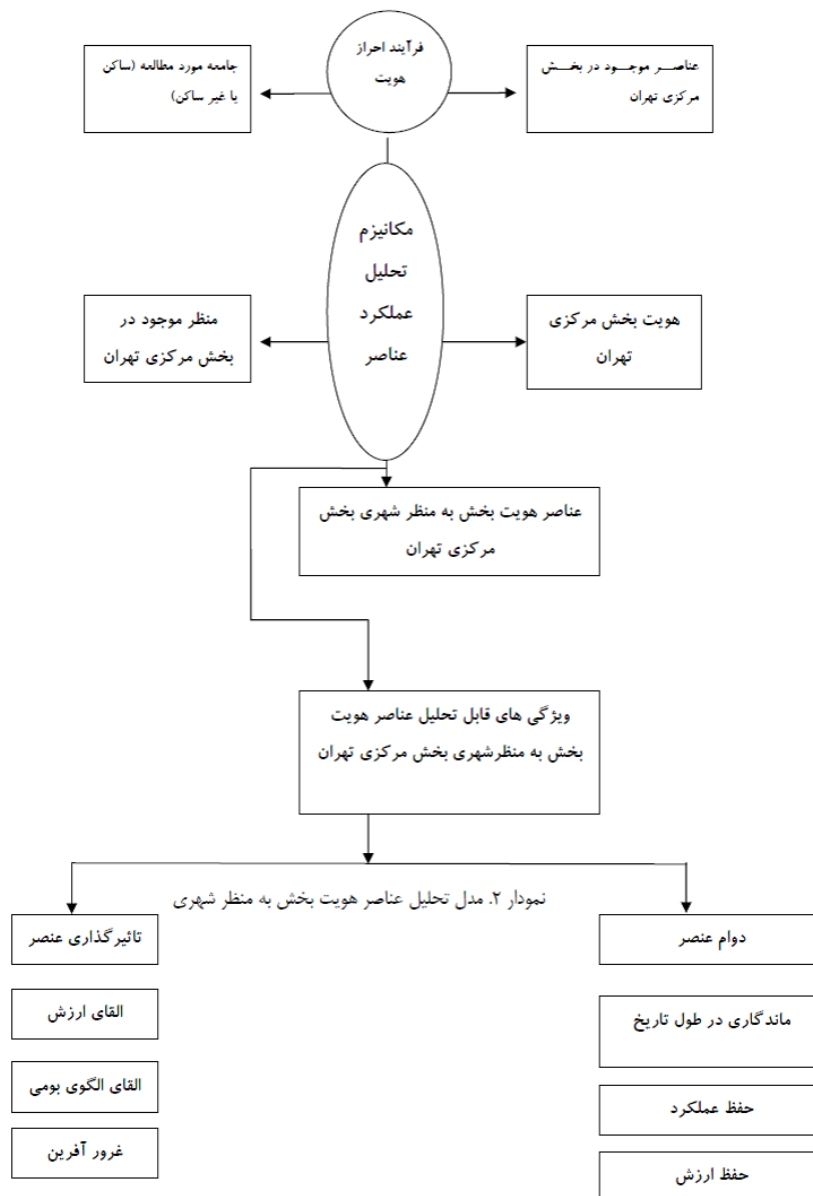 فرآیند احراز
هویت
عناصـــر موجـــود در بخـــش
مرکزی تهران
جامعه مورد مطالعه (ساکن
یا غیر ساکن)
مکانیزم
تحلیل
عملکرد
عناصر
هویت بخش مرکزی
تهران
منظر موجود در
بخش مرکزی تهران
عناصر هویت بخش به منظر شهری بخش
مرکزی تهران
ویژگی های قابل تحلیل عناصر هویت
بخش به منظرشهری بخش مرکزی تهران
نمودار ۲. مدل تحلیل عناصر هویت بخش به منظر شهری
دوام عنصر
ماندگاری در طول تاریخ
حفظ عملکرد
حفظ ارزش
تاثیرگذاری عنصر
القای ارزش
القای الگوی بومی
غرور آفرین